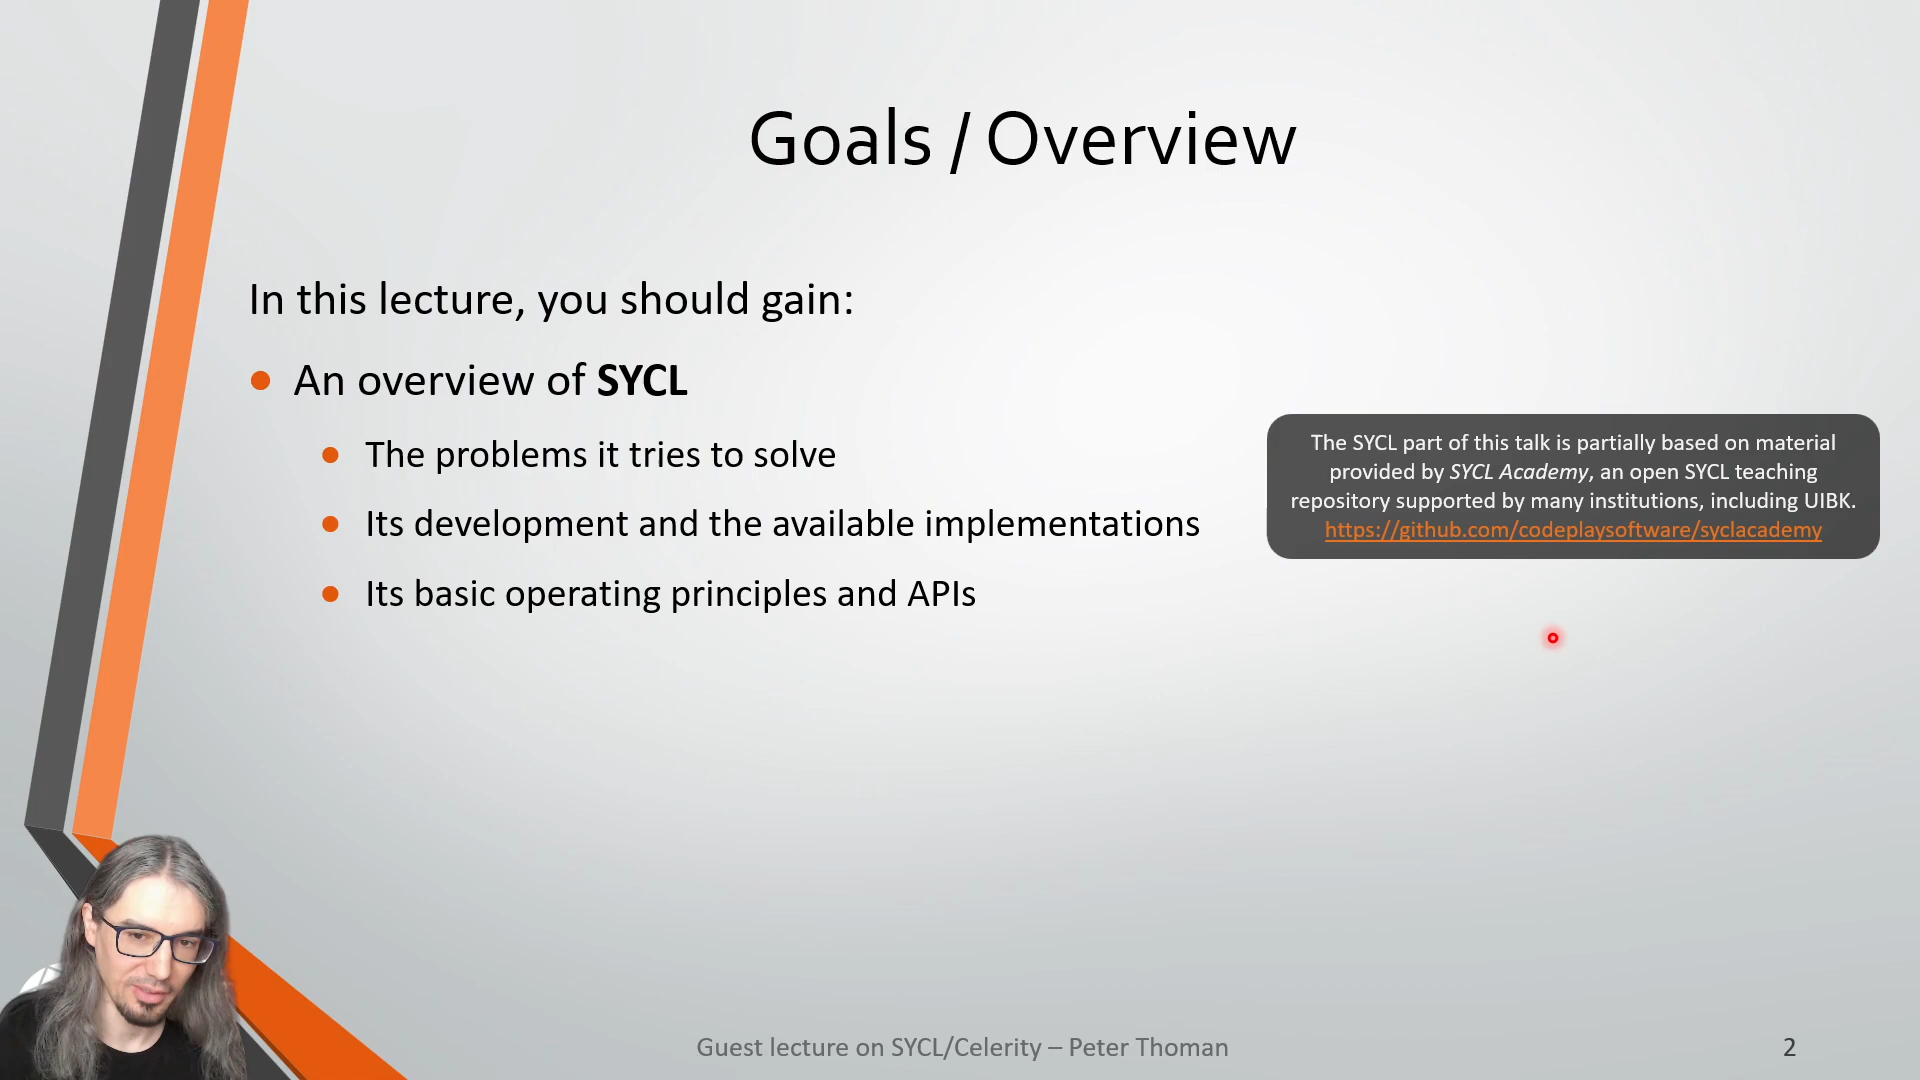 Goals / Overview
In this lecture, you should gain:
An overview of SYCL
The problems it tries to solve
Its development and the available implementations
Its basic operating principles and APIs
The SYCL part of this talk is partially based on material
provided by SYCL Academy, an open SYCL teaching
repository supported by many institutions, including UIBK.
https://github.com/codeplaysoftware/syclacademy
Guest lecture on SYCL/Celerity – Peter Thoman
2